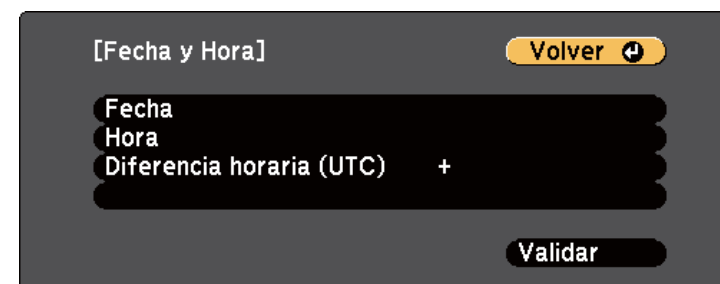 [Fecha y Hora]
Volver
Fecha
Hora
Diferencia horaria (UTC) +
Validar